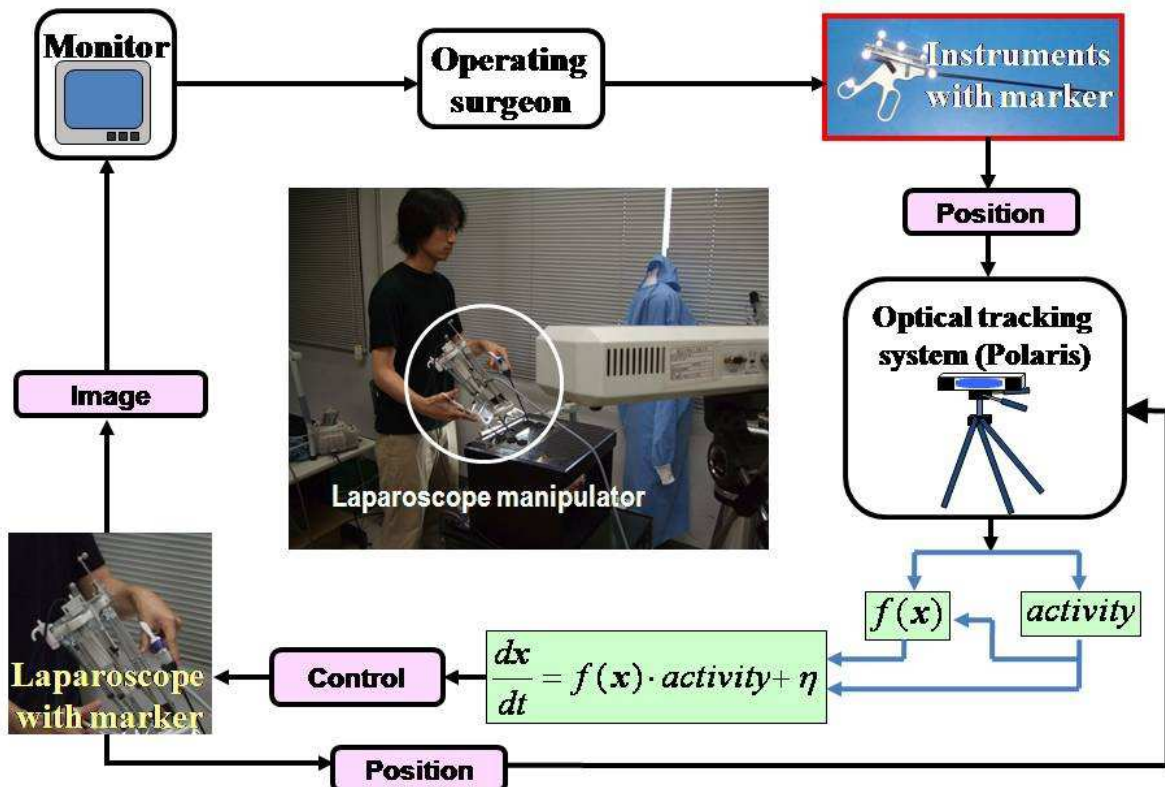 Monitor
Operating
surgeon
Instruments
with marker
Position
Optical tracking
system (Polaris)
Image
Laparoscope manipulator
f(x)
activity
dx/dt = f(x)·activity + η
Control
Laparoscope
with marker
Position